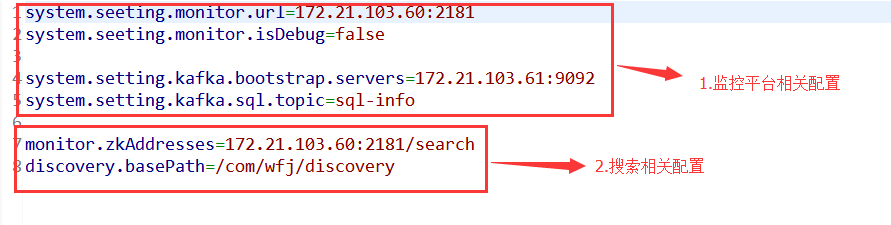 1 system.seeting.monitor.url=172.21.103.60:2181
2 system.seeting.monitor.isDebug=false
3
4 system.setting.kafka.bootstrap.servers=172.21.103.61:9092
5 system.setting.kafka.sql.topic=sql-info
6
7 monitor.zkAddresses=172.21.103.60:2181/search
8 discovery.basePath=/com/wfj/discovery
1.监控平台相关配置
2.搜索相关配置